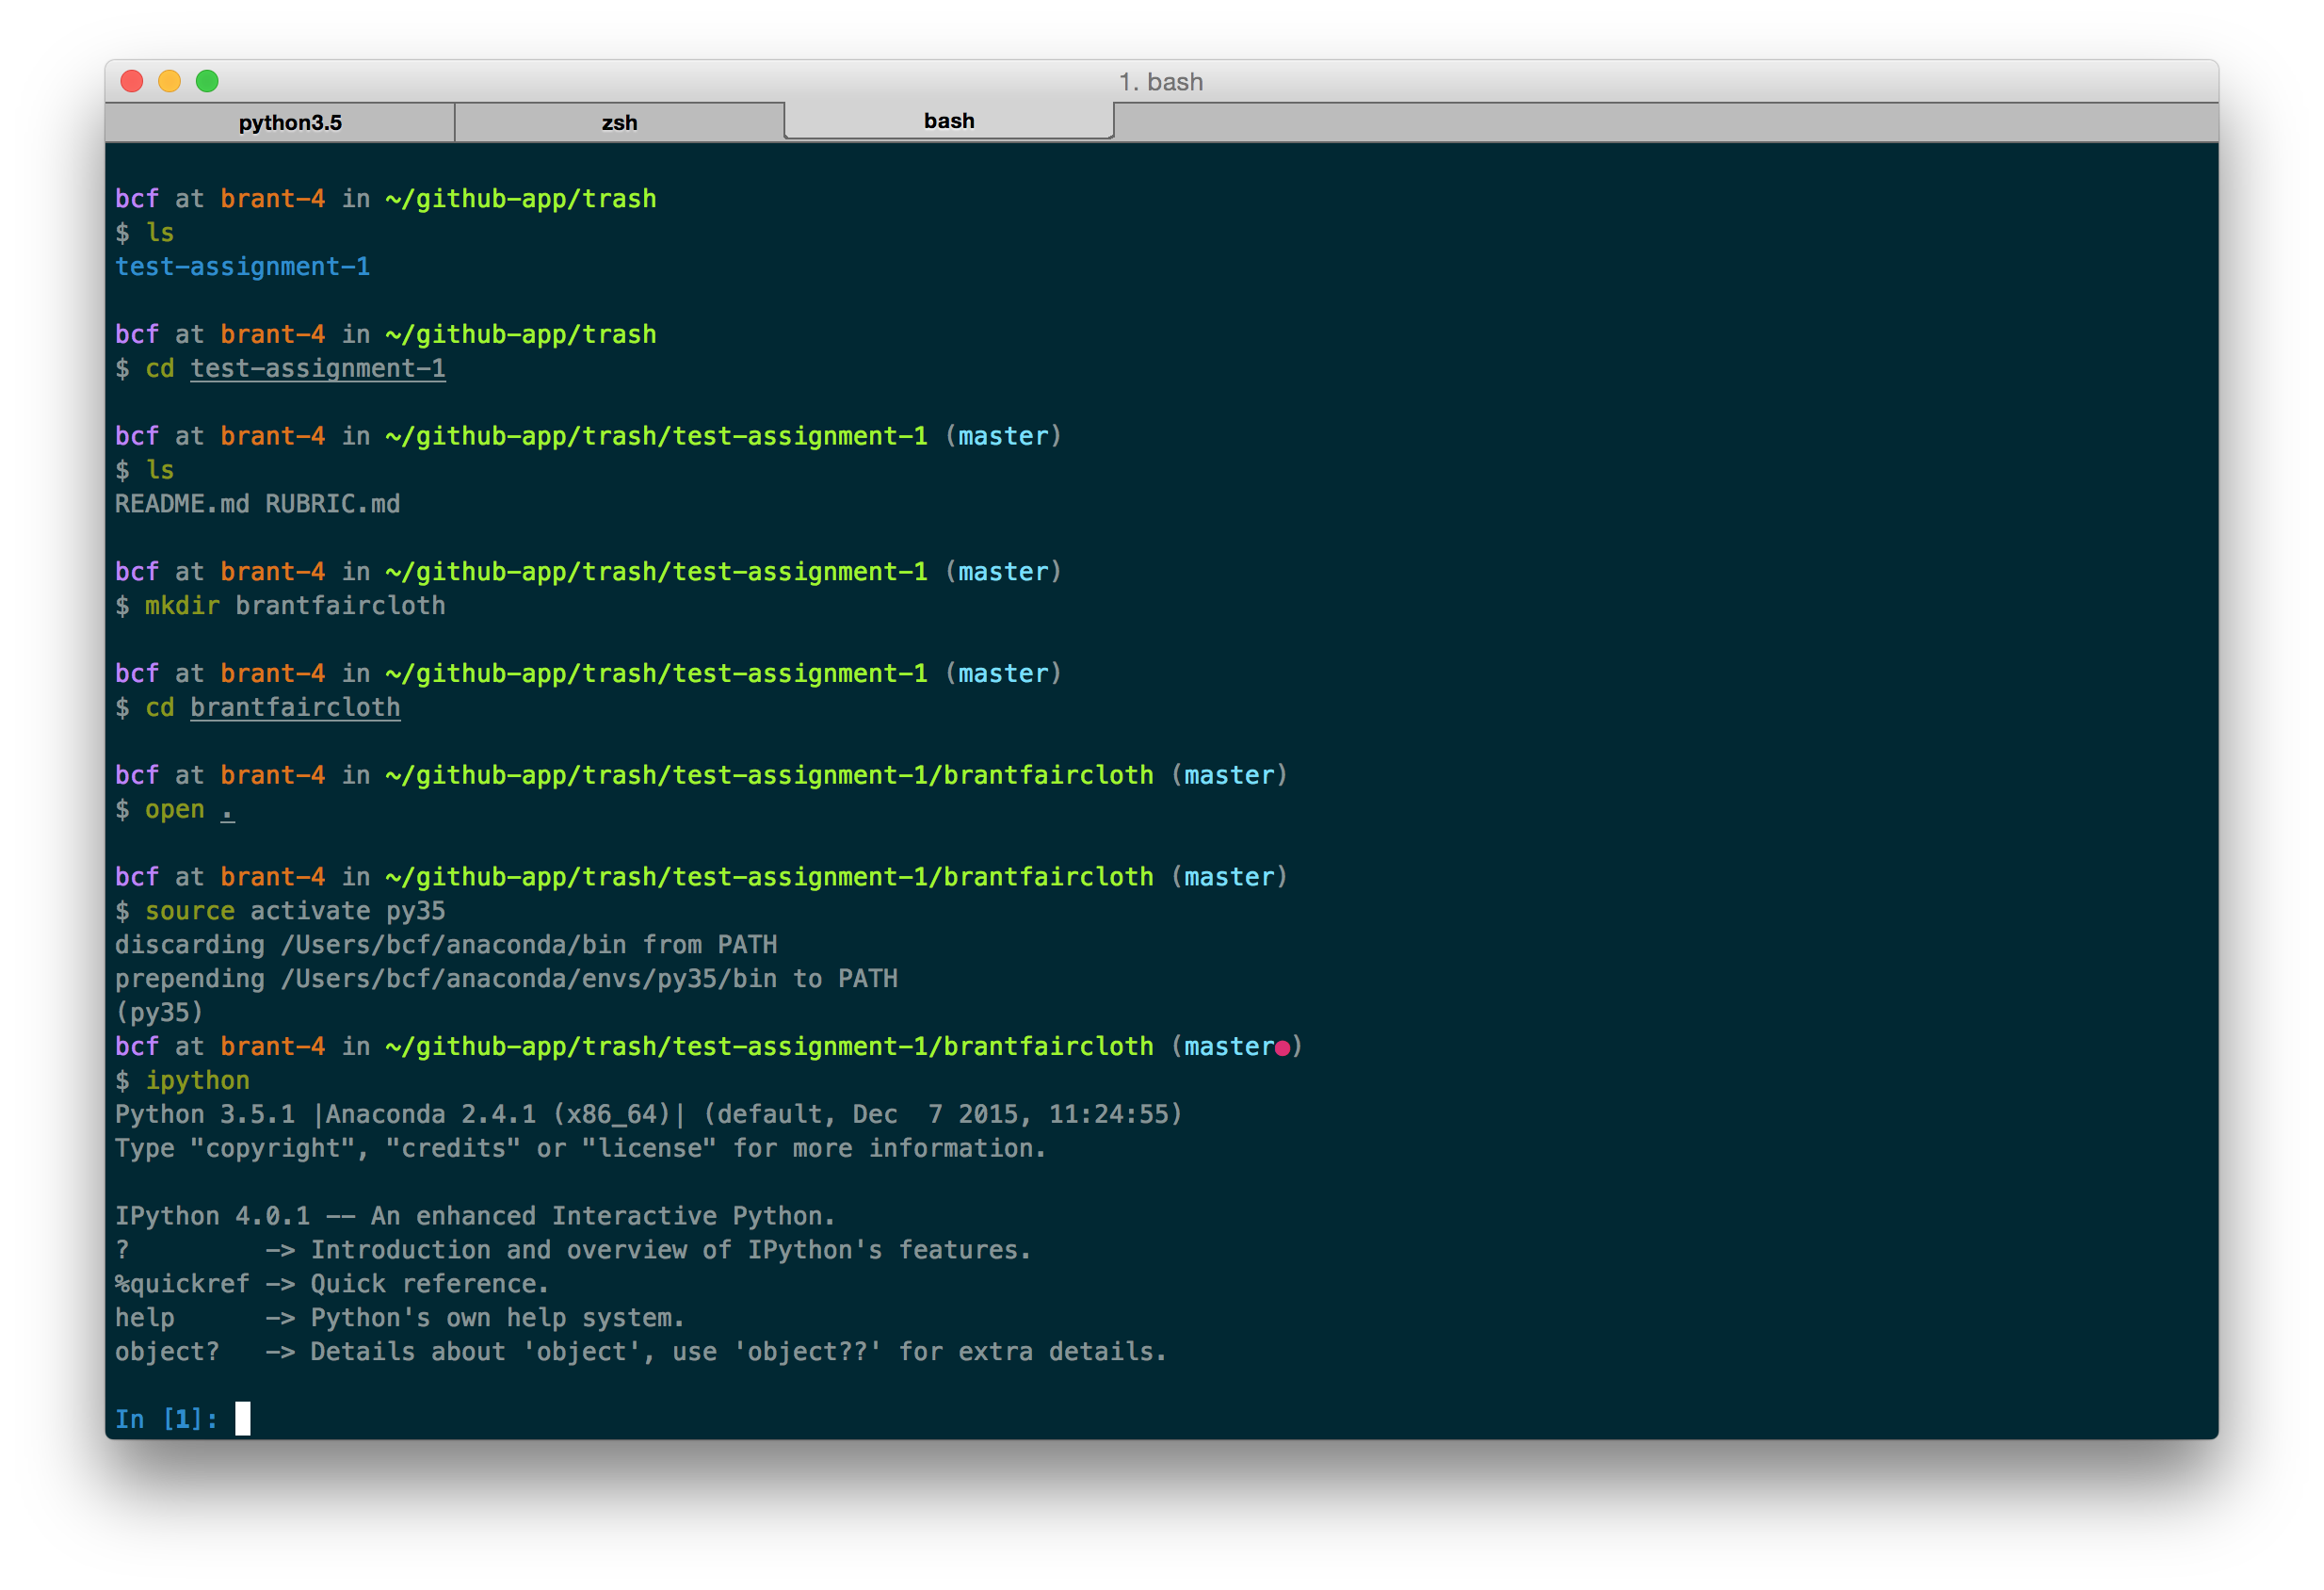 1. bash
python3.5 zsh bash
bcf at brant-4 in ~/github-app/trash
$ ls
test-assignment-1
bcf at brant-4 in ~/github-app/trash
$ cd test-assignment-1
bcf at brant-4 in ~/github-app/trash/test-assignment-1 (master)
$ ls
README.md RUBRIC.md
bcf at brant-4 in ~/github-app/trash/test-assignment-1 (master)
$ mkdir brantfaircloth
bcf at brant-4 in ~/github-app/trash/test-assignment-1 (master)
$ cd brantfaircloth
bcf at brant-4 in ~/github-app/trash/test-assignment-1/brantfaircloth (master)
$ open .
bcf at brant-4 in ~/github-app/trash/test-assignment-1/brantfaircloth (master)
$ source activate py35
discarding /Users/bcf/anaconda/bin from PATH
prepending /Users/bcf/anaconda/envs/py35/bin to PATH
(py35)
bcf at brant-4 in ~/github-app/trash/test-assignment-1/brantfaircloth (master●)
$ ipython
Python 3.5.1 |Anaconda 2.4.1 (x86_64)| (default, Dec  7 2015, 11:24:55)
Type "copyright", "credits" or "license" for more information.
IPython 4.0.1 -- An enhanced Interactive Python.
?         -> Introduction and overview of IPython's features.
%quickref -> Quick reference.
help      -> Python's own help system.
object?   -> Details about 'object', use 'object??' for extra details.
In [1]: